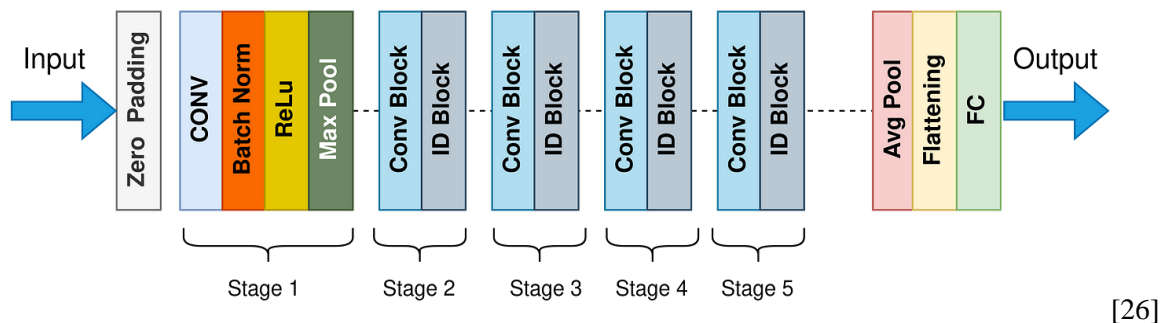 Input
Zero Padding
CONV
Batch Norm
ReLu
Max Pool
Conv Block
ID Block
Conv Block
ID Block
Conv Block
ID Block
Conv Block
ID Block
Avg Pool
Flattening
FC
Output
Stage 1
Stage 2
Stage 3
Stage 4
Stage 5
[26]